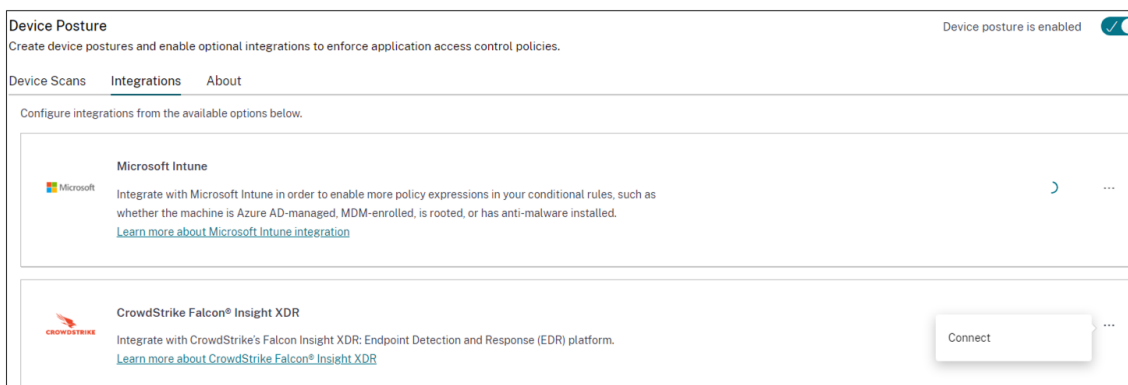 Device Posture
Device posture is enabled
Create device postures and enable optional integrations to enforce application access control policies.
Device Scans Integrations About
Configure integrations from the available options below.
Microsoft Intune
Microsoft
Integrate with Microsoft Intune in order to enable more policy expressions in your conditional rules, such as
whether the machine is Azure AD-managed, MDM-enrolled, is rooted, or has anti-malware installed.
Learn more about Microsoft Intune integration
CrowdStrike Falcon® Insight XDR
CROWDSTRIKE
Integrate with CrowdStrike's Falcon Insight XDR: Endpoint Detection and Response (EDR) platform.
Connect
Learn more about CrowdStrike Falcon® Insight XDR